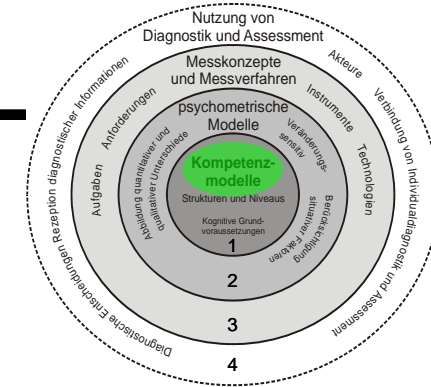 Nutzung von
Diagnostik und Assessment
Akteure
Verbindung von Individualdiagnostik und Assessment
Diagnostische Entscheidungen
Rezeption diagnostischer Informationen
4
Messkonzepte
und Messverfahren
Instrumente
Technologien
Aufgaben
Anforderungen
3
psychometrische
Modelle
Veränderungs-
sensitiv
Berücksichtigung
situativer Faktoren
Abbildung quantitativer und
qualitativer Unterschiede
2
Kompetenz-
modelle
Strukturen und Niveaus
Kognitive Grund-
voraussetzungen
1